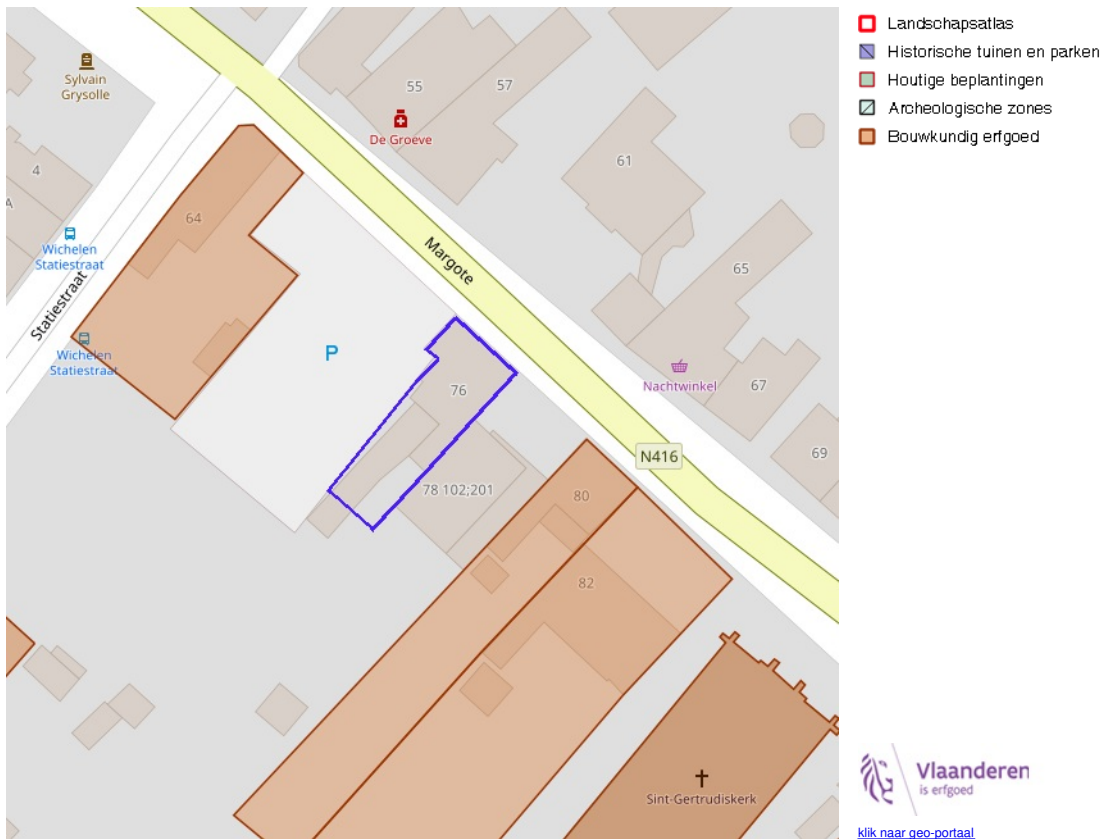 Sylvain
Grysolle
55
57
De Groeve
4
A
61
64
Wichelen
Statiestraat
Margote
65
Statiestraat
Wichelen
Statiestraat
P
Nachtwinkel
67
76
N416
69
78 102;201
80
82
Sint-Gertrudiskerk
Landschapsatlas
Historische tuinen en parken
Houtige beplantingen
Archeologische zones
Bouwkundig erfgoed
Vlaanderen
is erfgoed
klik naar geo-portaal